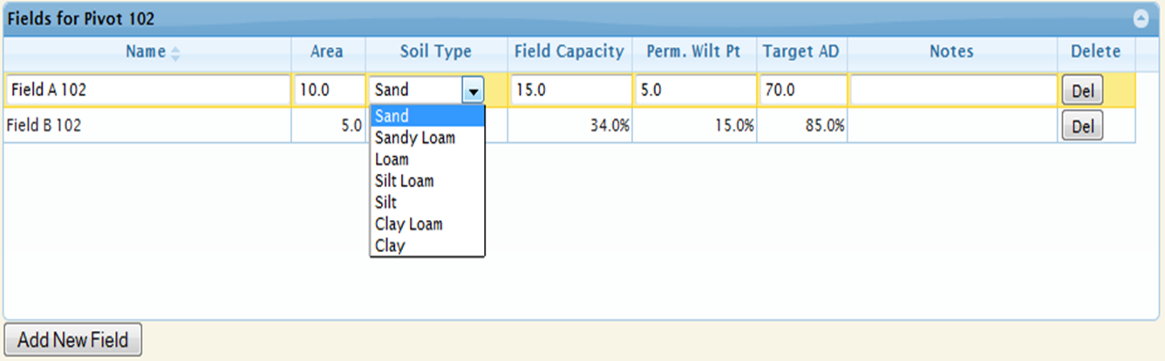 Fields for Pivot 102
Name Area Soil Type Field Capacity Perm. Wilt Pt Target AD Notes Delete
Field A 102 10.0 Sand 15.0 5.0 70.0 Del
Field B 102 5.0 34.0% 15.0% 85.0% Del
Sand
Sandy Loam
Loam
Silt Loam
Silt
Clay Loam
Clay
Add New Field